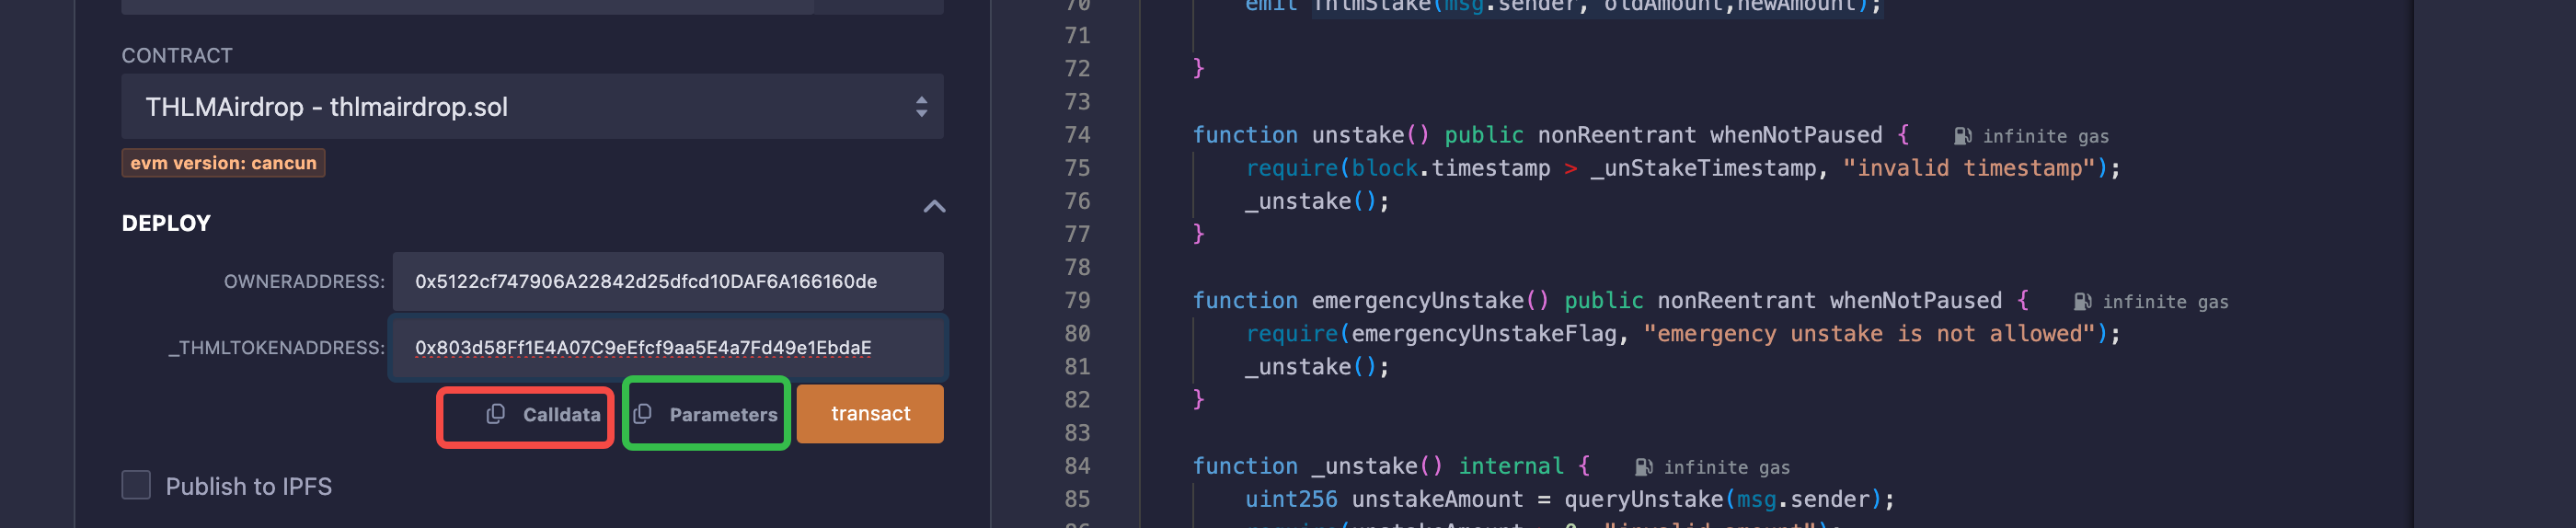 CONTRACT
THLMAirdrop - thlmairdrop.sol
evm version: cancun
DEPLOY
OWNERADDRESS: 0x5122cf747906A22842d25dfcd10DAF6A166160de
_THMLTOKENADDRESS: 0x803d58Ff1E4A07C9eEfcf9aa5E4a7Fd49e1EbdaE
Calldata Parameters transact
Publish to IPFS
70 emit ThlmStake(msg.sender, oldAmount,newAmount);
71
72 }
73
74 function unstake() public nonReentrant whenNotPaused { infinite gas
75 require(block.timestamp > _unStakeTimestamp, "invalid timestamp");
76 _unstake();
77 }
78
79 function emergencyUnstake() public nonReentrant whenNotPaused { infinite gas
80 require(emergencyUnstakeFlag, "emergency unstake is not allowed");
81 _unstake();
82 }
83
84 function _unstake() internal { infinite gas
85 uint256 unstakeAmount = queryUnstake(msg.sender);